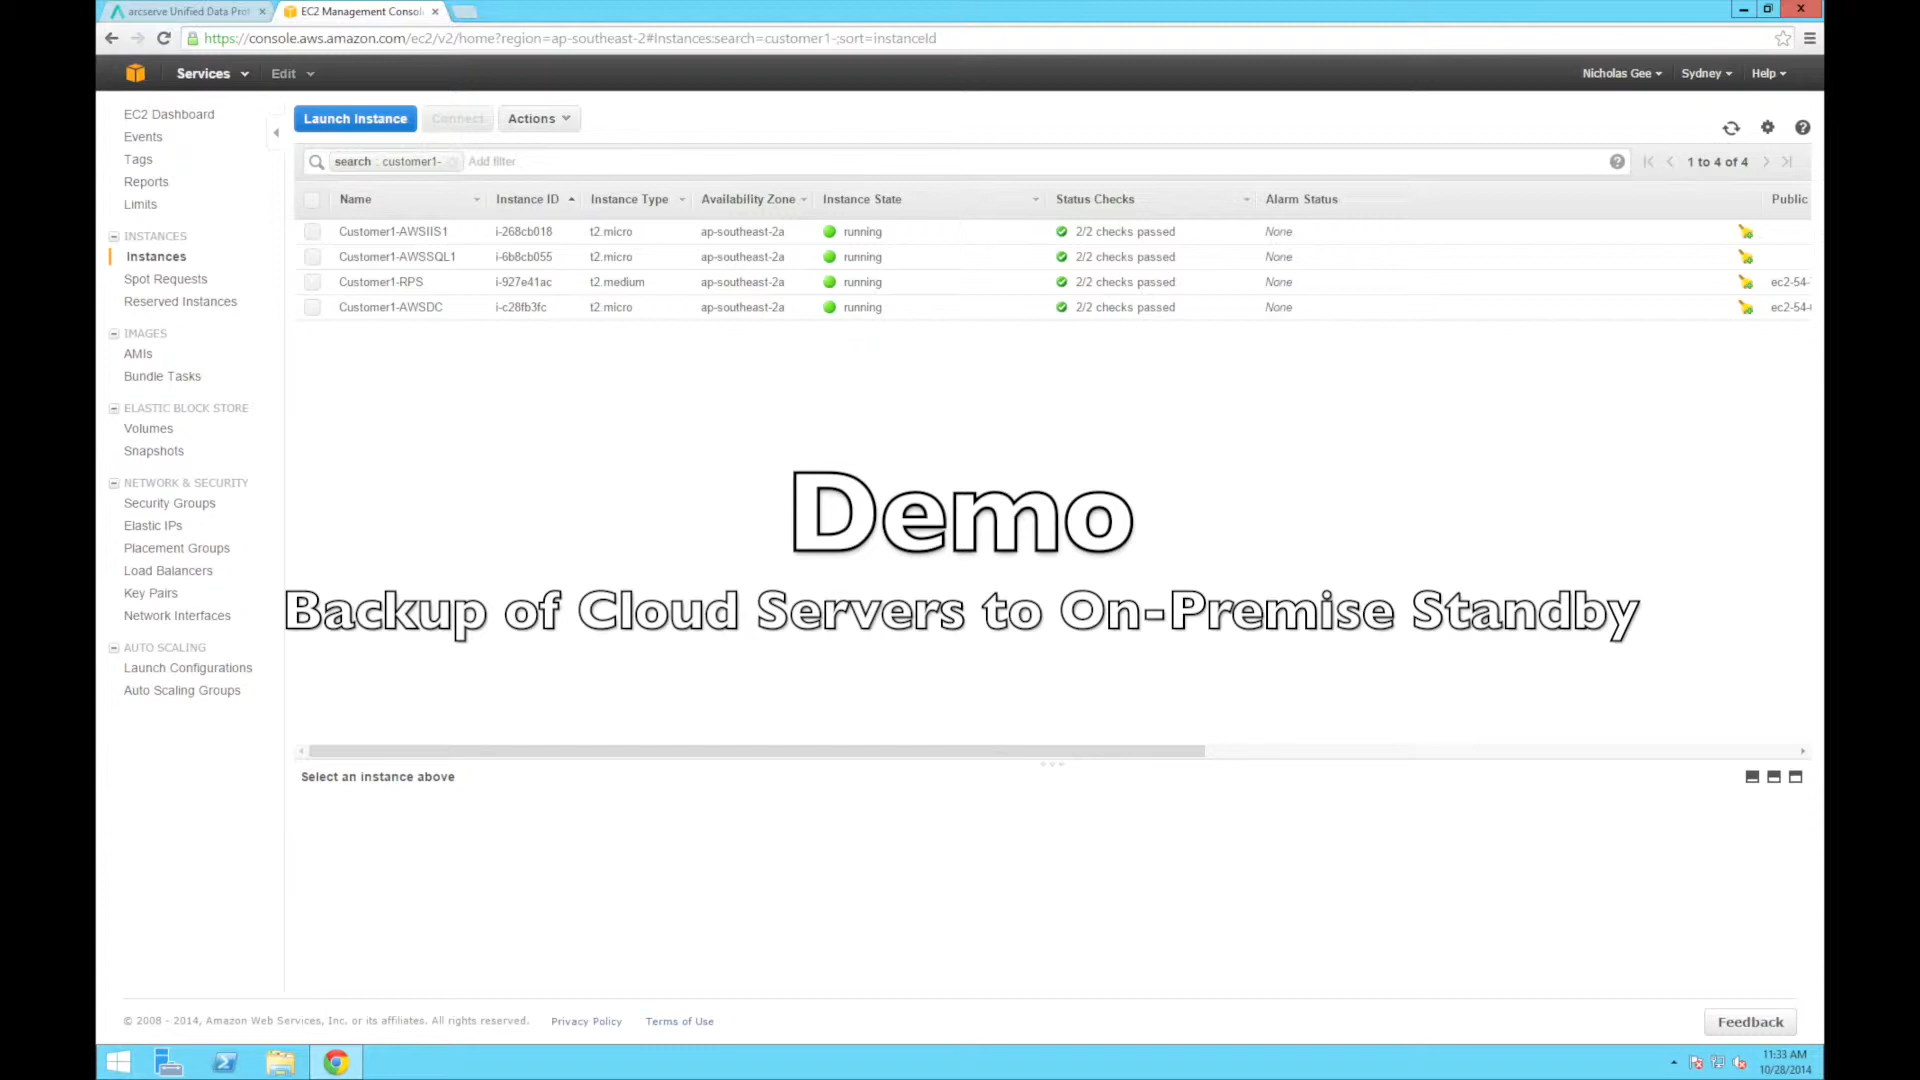 arcserve Unified Data Prot
EC2 Management Consol
https://console.aws.amazon.com/ec2/v2/home?region=ap-southeast-2#Instances:search=customer1-;sort=instanceId
Services Edit Nicholas Gee Sydney Help
EC2 Dashboard
Events
Tags
Reports
Limits
INSTANCES
Instances
Spot Requests
Reserved Instances
IMAGES
AMIs
Bundle Tasks
ELASTIC BLOCK STORE
Volumes
Snapshots
NETWORK & SECURITY
Security Groups
Elastic IPs
Placement Groups
Load Balancers
Key Pairs
Network Interfaces
AUTO SCALING
Launch Configurations
Auto Scaling Groups
Launch Instance Connect Actions
search : customer1- Add filter 1 to 4 of 4
Name Instance ID Instance Type Availability Zone Instance State Status Checks Alarm Status Public
Customer1-AWSIIS1 i-268cb018 t2.micro ap-southeast-2a running 2/2 checks passed None
Customer1-AWSSQL1 i-6b8cb055 t2.micro ap-southeast-2a running 2/2 checks passed None
Customer1-RPS i-927e41ac t2.medium ap-southeast-2a running 2/2 checks passed None ec2-54-
Customer1-AWSDC i-c28fb3fc t2.micro ap-southeast-2a running 2/2 checks passed None ec2-54-
Demo
Backup of Cloud Servers to On-Premise Standby
Select an instance above
© 2008 - 2014, Amazon Web Services, Inc. or its affiliates. All rights reserved. Privacy Policy Terms of Use
Feedback
11:33 AM
10/28/2014